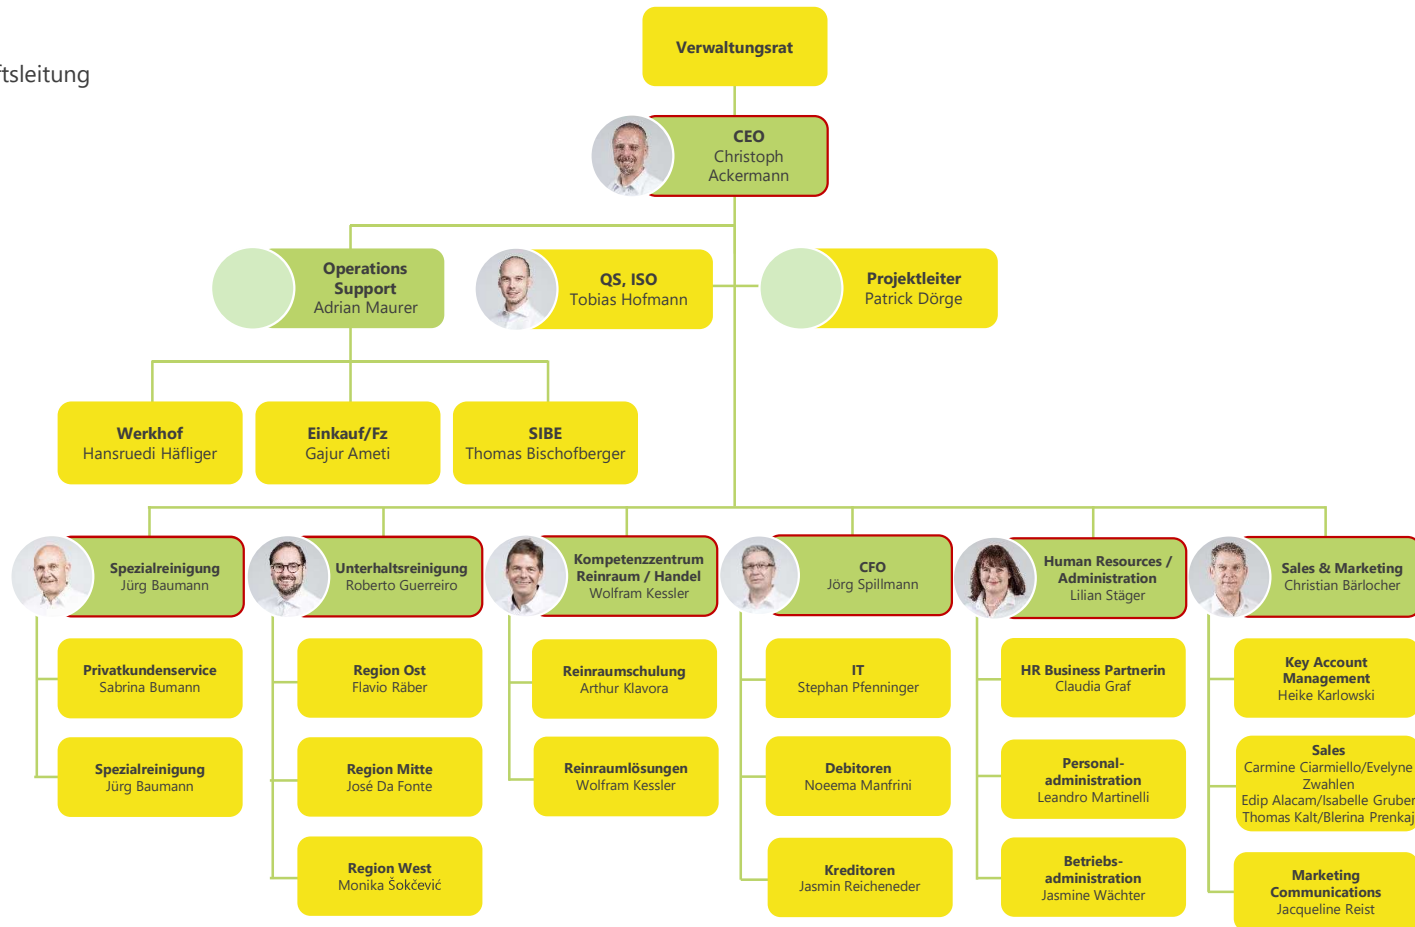 Verwaltungsrat
ftsleitung
CEO
Christoph
Ackermann
Operations
Support
Adrian Maurer
QS, ISO
Tobias Hofmann
Projektleiter
Patrick Dörge
Werkhof
Hansruedi Häfliger
Einkauf/Fz
Gajur Ameti
SIBE
Thomas Bischofberger
Spezialreinigung
Jürg Baumann
Unterhaltsreinigung
Roberto Guerreiro
Kompetenzzentrum
Reinraum / Handel
Wolfram Kessler
CFO
Jörg Spillmann
Human Resources /
Administration
Lilian Stäger
Sales & Marketing
Christian Bärlocher
Privatkundenservice
Sabrina Bumann
Region Ost
Flavio Räber
Reinraumschulung
Arthur Klavora
IT
Stephan Pfenninger
HR Business Partnerin
Claudia Graf
Key Account
Management
Heike Karlowski
Spezialreinigung
Jürg Baumann
Region Mitte
José Da Fonte
Reinraumlösungen
Wolfram Kessler
Debitoren
Noeema Manfrini
Personal-
administration
Leandro Martinelli
Sales
Carmine Ciarmiello/Evelyne
Zwahlen
Edip Alacam/Isabelle Gruber
Thomas Kalt/Blerina Prenkaj
Region West
Monika Šokčević
Kreditoren
Jasmin Reicheneder
Betriebs-
administration
Jasmine Wächter
Marketing
Communications
Jacqueline Reist